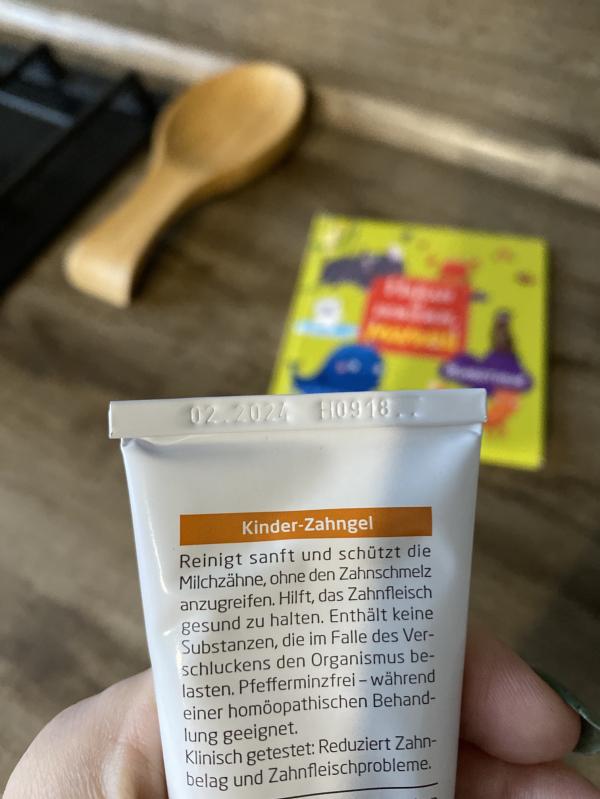 02.2024 H0918..
Kinder-Zahngel
Reinigt sanft und schützt die
Milchzähne, ohne den Zahnschmelz
anzugreifen. Hilft, das Zahnfleisch
gesund zu halten. Enthält keine
Substanzen, die im Falle des Ver-
schluckens den Organismus be-
lasten. Pfefferminzfrei – während
einer homöopathischen Behand-
lung geeignet.
Klinisch getestet: Reduziert Zahn-
belag und Zahnfleischprobleme.